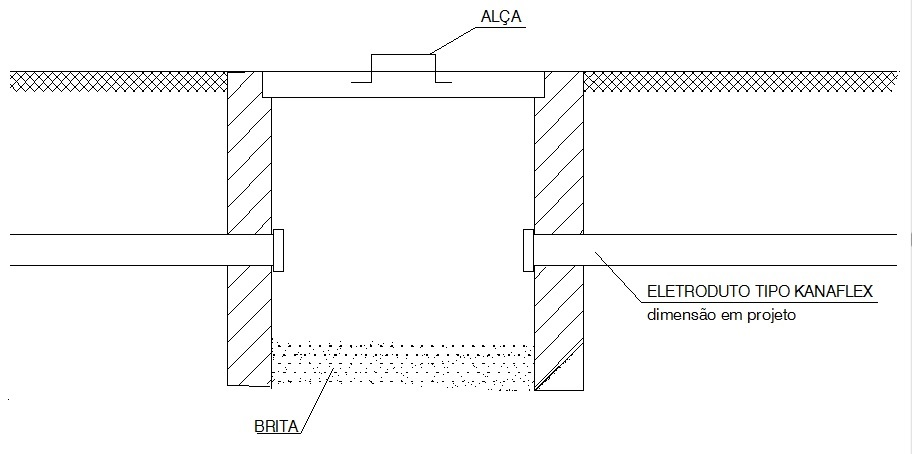 ALÇA
ELETRODUTO TIPO KANAFLEX
dimensão em projeto
BRITA